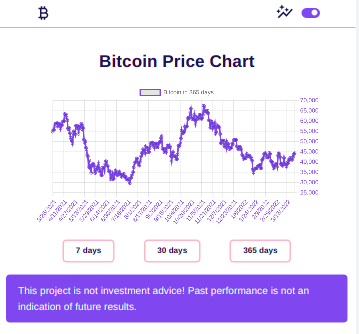 Bitcoin Price Chart
Bitcoin in 365 days
70,000
65,000
60,000
55,000
50,000
45,000
40,000
35,000
30,000
25,000
7 days
30 days
365 days
This project is not investment advice! Past performance is not an
indication of future results.